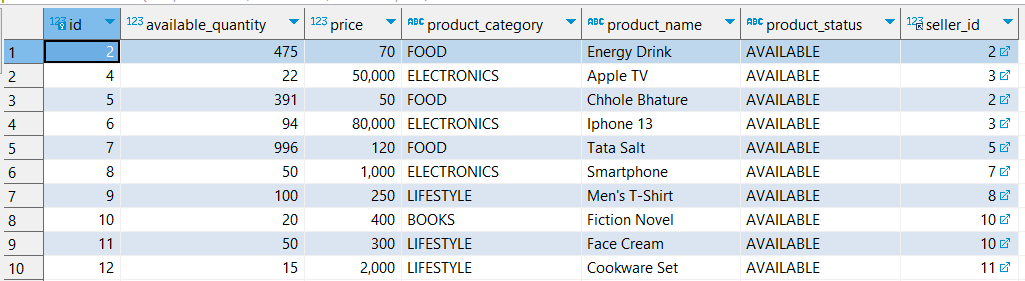 123 id 123 available_quantity 123 price ABC product_category ABC product_name ABC product_status 123 seller_id
1 2 475 70 FOOD Energy Drink AVAILABLE 2
2 4 22 50,000 ELECTRONICS Apple TV AVAILABLE 3
3 5 391 50 FOOD Chhole Bhature AVAILABLE 2
4 6 94 80,000 ELECTRONICS Iphone 13 AVAILABLE 3
5 7 996 120 FOOD Tata Salt AVAILABLE 5
6 8 50 1,000 ELECTRONICS Smartphone AVAILABLE 7
7 9 100 250 LIFESTYLE Men's T-Shirt AVAILABLE 8
8 10 20 400 BOOKS Fiction Novel AVAILABLE 10
9 11 50 300 LIFESTYLE Face Cream AVAILABLE 10
10 12 15 2,000 LIFESTYLE Cookware Set AVAILABLE 11